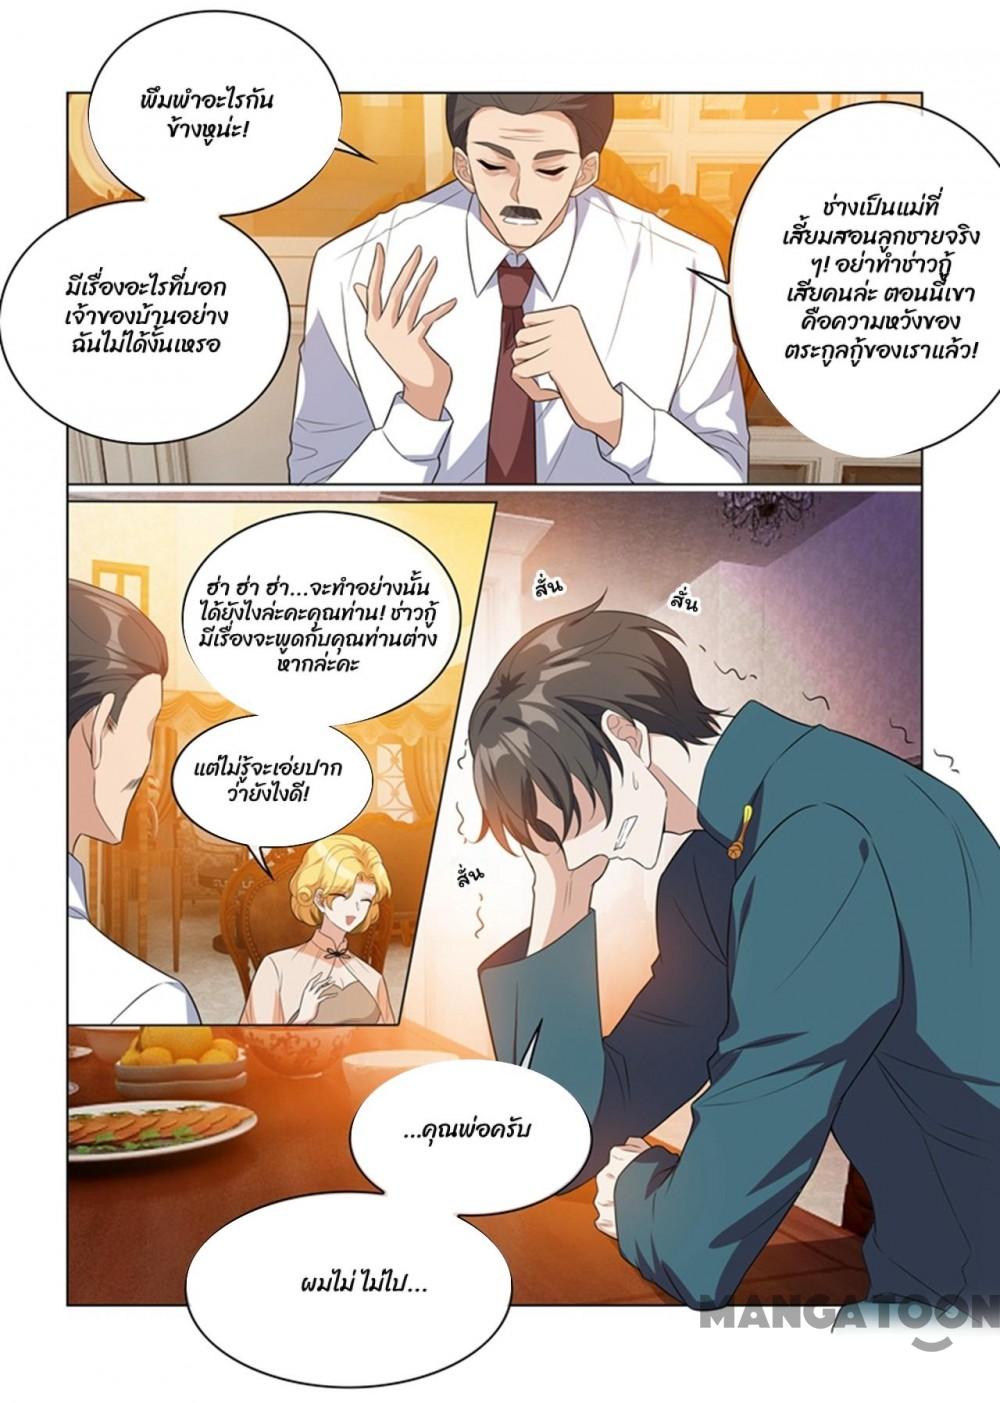 พึมพำอะไรกัน
ข้างหูน่ะ!
มีเรื่องอะไรที่บอก
เจ้าของบ้านอย่าง
ฉันไม่ได้งั้นเหรอ
ช่างเป็นแม่ที่
เสี้ยมสอนลูกชายจริง
ๆ! อย่าทำช่าวกู้
เสียคนล่ะ ตอนนี้เขา
คือความหวังของ
ตระกูลกู้ของเราแล้ว!
ฮ่า ฮ่า ฮ่า...จะทำอย่างนั้น
ได้ยังไงล่ะคะคุณท่าน! ช่าวกู้
มีเรื่องจะพูดกับคุณท่านต่าง
หากล่ะคะ
แต่ไม่รู้จะเอ่ยปาก
ว่ายังไงดี!
สั่น
สั่น
สั่น
...คุณพ่อครับ
ผมไม่ ไม่ไป...
MANGATOON